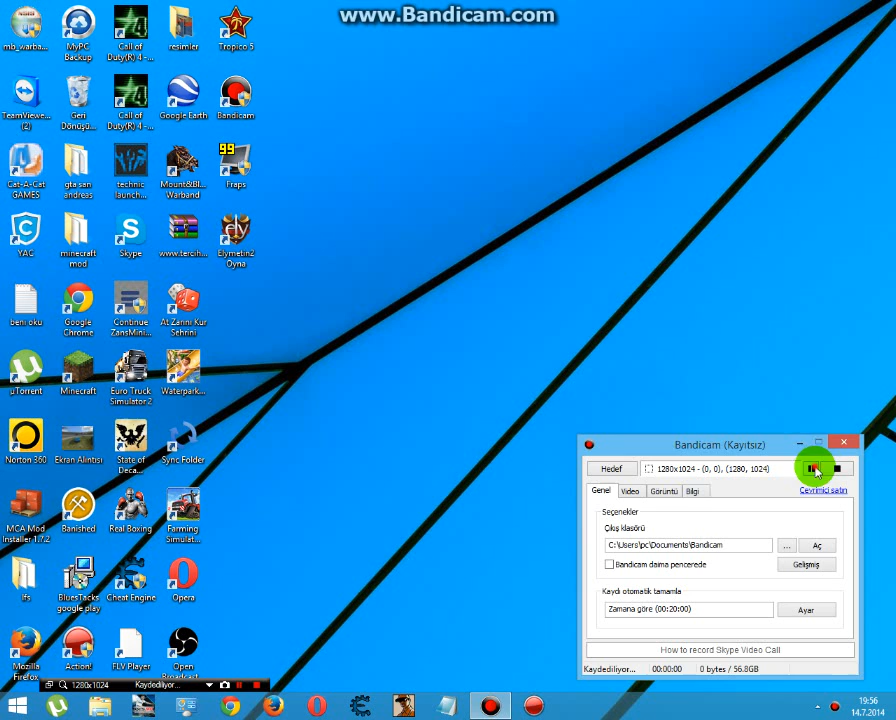 www.Bandicam.com
mb_warba...
MyPC
Backup
Call of
Duty(R) 4 -...
resimler
Tropico 5
TeamViewe...
(2)
Geri
Dönüşü...
Call of
Duty(R) 4 -...
Google Earth
Bandicam
Cat-A-Cat
GAMES
gta san
andreas
technic
launch...
Mount&Bl...
Warband
99
Fraps
YAC
minecraft
mod
Skype
www.tercih...
Elymetin2
Oyna
beni oku
Google
Chrome
Continue
ZansMini...
At Zarini Kur
Sehrini
uTorrent
Minecraft
Euro Truck
Simulator 2
Waterpark...
Norton 360
Ekran Alıntısı
State of
Deca...
Sync Folder
MCA Mod
Installer 1.7.2
Banished
Real Boxing
Farming
Simulat...
lfs
BlueStacks
google play
Cheat Engine
Opera
Mozilla
Firefox
Action!
FLV Player
Open
Broadcast...
Bandicam (Kayıtsız)
Hedef
1280x1024 - (0, 0), (1280, 1024)
Genel
Video
Görüntü
Bilgi
Çevrimiçi satın
Seçenekler
Çıkış klasörü
C:\Users\pc\Documents\Bandicam
...
Aç
Bandicam daima pencerede
Gelişmiş
Kaydı otomatik tamamla
Zamana göre (00:20:00)
Ayar
How to record Skype Video Call
Kaydediliyor...
00:00:00
0 bytes / 56.8GB
1280x1024
Kaydediliyor...
19:56
14.7.2014